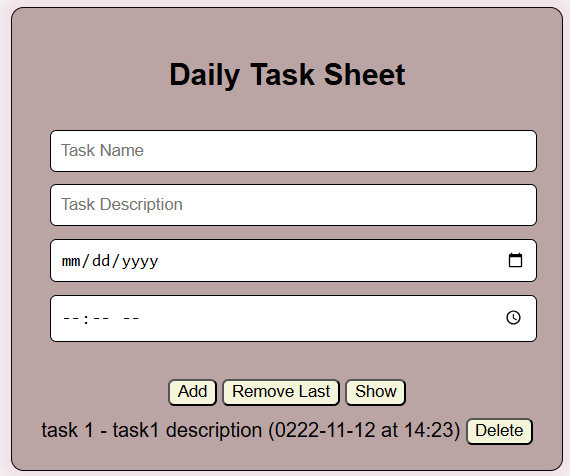 Daily Task Sheet
Task Name
Task Description
mm/dd/yyyy
--:-- --
Add Remove Last Show
task 1 - task1 description (0222-11-12 at 14:23) Delete